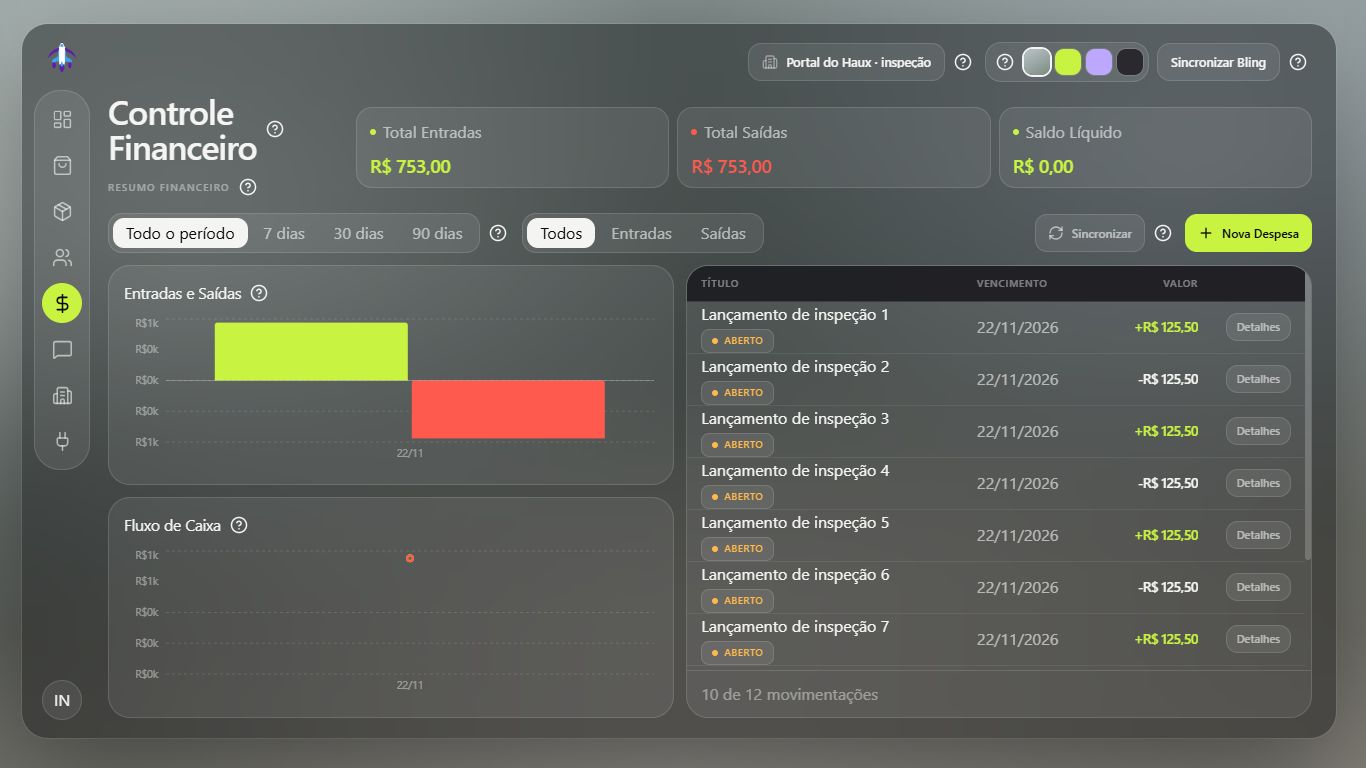 Portal do Haux · inspeção
Sincronizar Bling
Controle
Financeiro
RESUMO FINANCEIRO
Total Entradas
R$ 753,00
Total Saídas
R$ 753,00
Saldo Líquido
R$ 0,00
Todo o período
7 dias
30 dias
90 dias
Todos
Entradas
Saídas
Sincronizar
+ Nova Despesa
Entradas e Saídas
R$1k
R$0k
R$0k
R$0k
R$1k
22/11
Fluxo de Caixa
R$1k
R$1k
R$0k
R$0k
R$0k
22/11
TÍTULO VENCIMENTO VALOR
Lançamento de inspeção 1
ABERTO
22/11/2026 +R$ 125,50 Detalhes
Lançamento de inspeção 2
ABERTO
22/11/2026 -R$ 125,50 Detalhes
Lançamento de inspeção 3
ABERTO
22/11/2026 +R$ 125,50 Detalhes
Lançamento de inspeção 4
ABERTO
22/11/2026 -R$ 125,50 Detalhes
Lançamento de inspeção 5
ABERTO
22/11/2026 +R$ 125,50 Detalhes
Lançamento de inspeção 6
ABERTO
22/11/2026 -R$ 125,50 Detalhes
Lançamento de inspeção 7
ABERTO
22/11/2026 +R$ 125,50 Detalhes
10 de 12 movimentações
IN